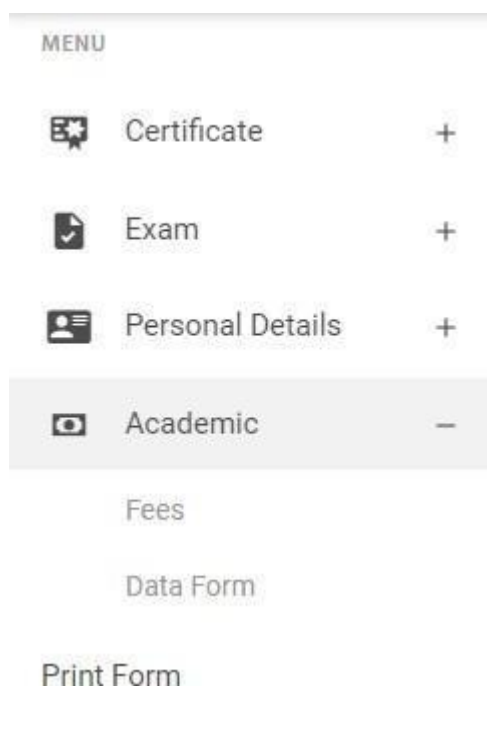 MENU
Certificate +
Exam +
Personal Details +
Academic −
Fees
Data Form
Print Form